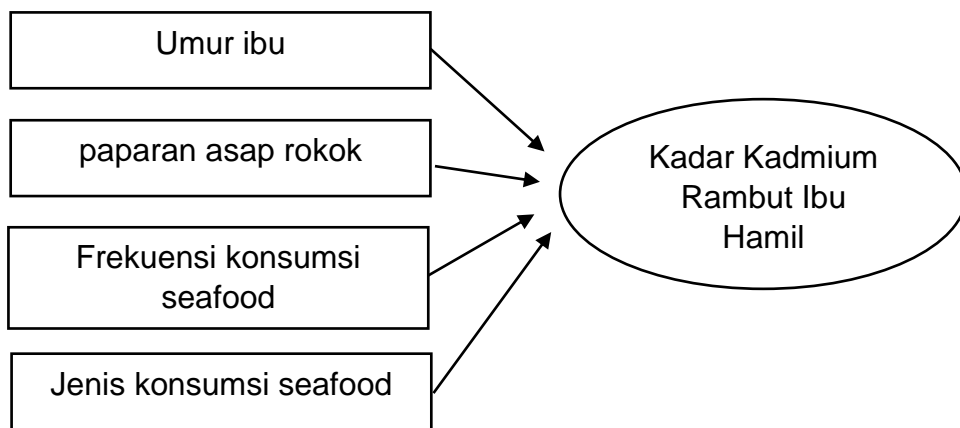 Umur ibu
paparan asap rokok
Frekuensi konsumsi
seafood
Jenis konsumsi seafood
Kadar Kadmium
Rambut Ibu
Hamil